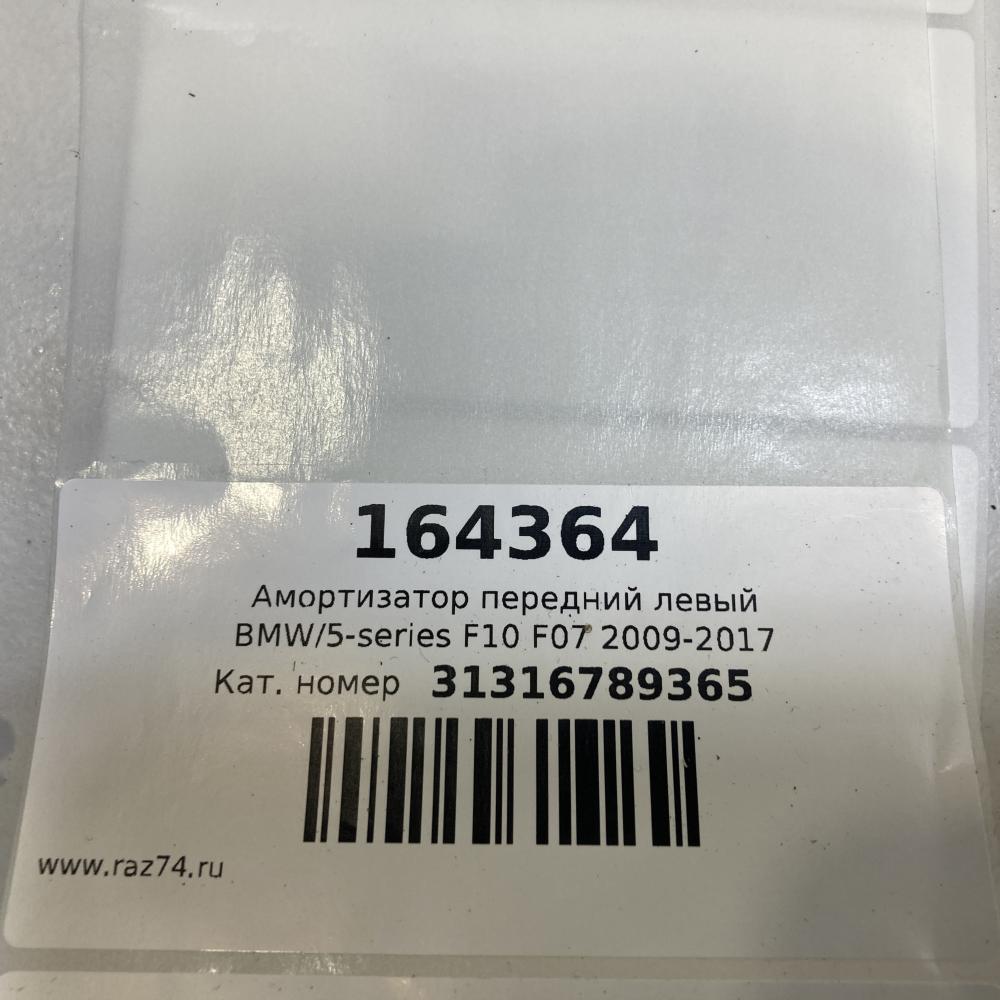 164364
Амортизатор передний левый
BMW/5-series F10 F07 2009-2017
Кат. номер 31316789365
www.raz74.ru